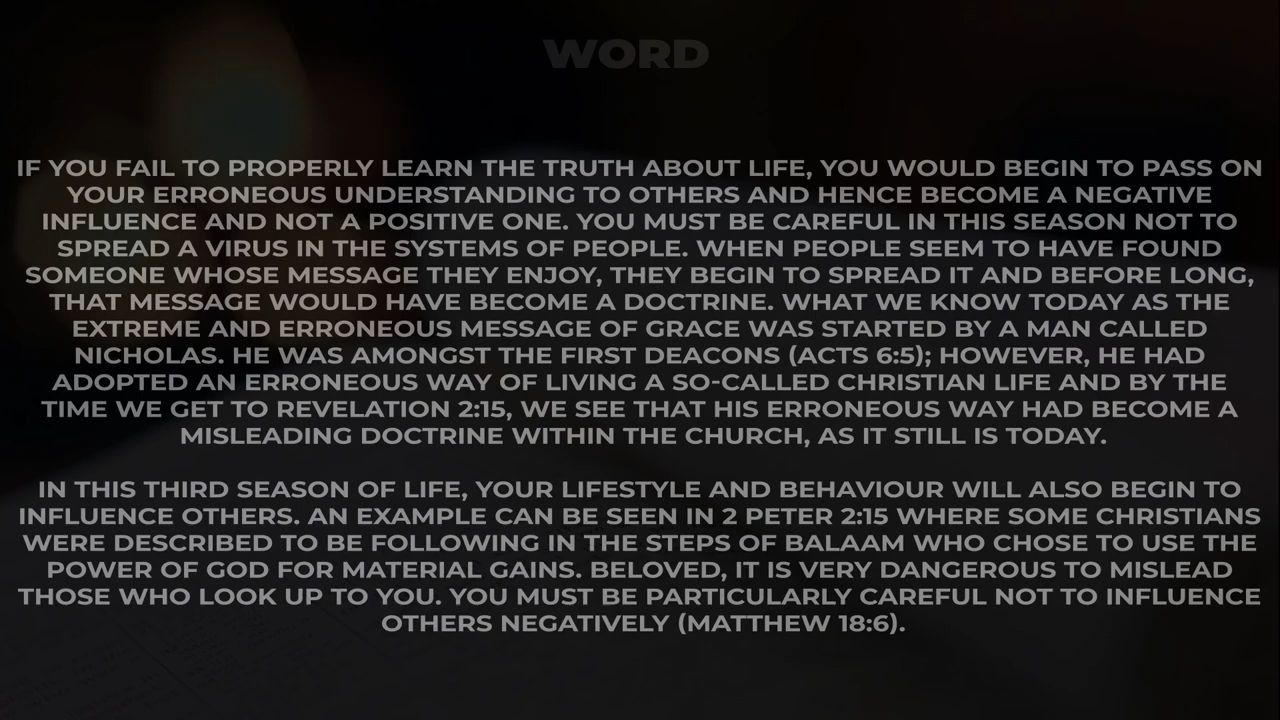 WORD
IF YOU FAIL TO PROPERLY LEARN THE TRUTH ABOUT LIFE, YOU WOULD BEGIN TO PASS ON
YOUR ERRONEOUS UNDERSTANDING TO OTHERS AND HENCE BECOME A NEGATIVE
INFLUENCE AND NOT A POSITIVE ONE. YOU MUST BE CAREFUL IN THIS SEASON NOT TO
SPREAD A VIRUS IN THE SYSTEMS OF PEOPLE. WHEN PEOPLE SEEM TO HAVE FOUND
SOMEONE WHOSE MESSAGE THEY ENJOY, THEY BEGIN TO SPREAD IT AND BEFORE LONG,
THAT MESSAGE WOULD HAVE BECOME A DOCTRINE. WHAT WE KNOW TODAY AS THE
EXTREME AND ERRONEOUS MESSAGE OF GRACE WAS STARTED BY A MAN CALLED
NICHOLAS. HE WAS AMONGST THE FIRST DEACONS (ACTS 6:5); HOWEVER, HE HAD
ADOPTED AN ERRONEOUS WAY OF LIVING A SO-CALLED CHRISTIAN LIFE AND BY THE
TIME WE GET TO REVELATION 2:15, WE SEE THAT HIS ERRONEOUS WAY HAD BECOME A
MISLEADING DOCTRINE WITHIN THE CHURCH, AS IT STILL IS TODAY.
IN THIS THIRD SEASON OF LIFE, YOUR LIFESTYLE AND BEHAVIOUR WILL ALSO BEGIN TO
INFLUENCE OTHERS. AN EXAMPLE CAN BE SEEN IN 2 PETER 2:15 WHERE SOME CHRISTIANS
WERE DESCRIBED TO BE FOLLOWING IN THE STEPS OF BALAAM WHO CHOSE TO USE THE
POWER OF GOD FOR MATERIAL GAINS. BELOVED, IT IS VERY DANGEROUS TO MISLEAD
THOSE WHO LOOK UP TO YOU. YOU MUST BE PARTICULARLY CAREFUL NOT TO INFLUENCE
OTHERS NEGATIVELY (MATTHEW 18:6).